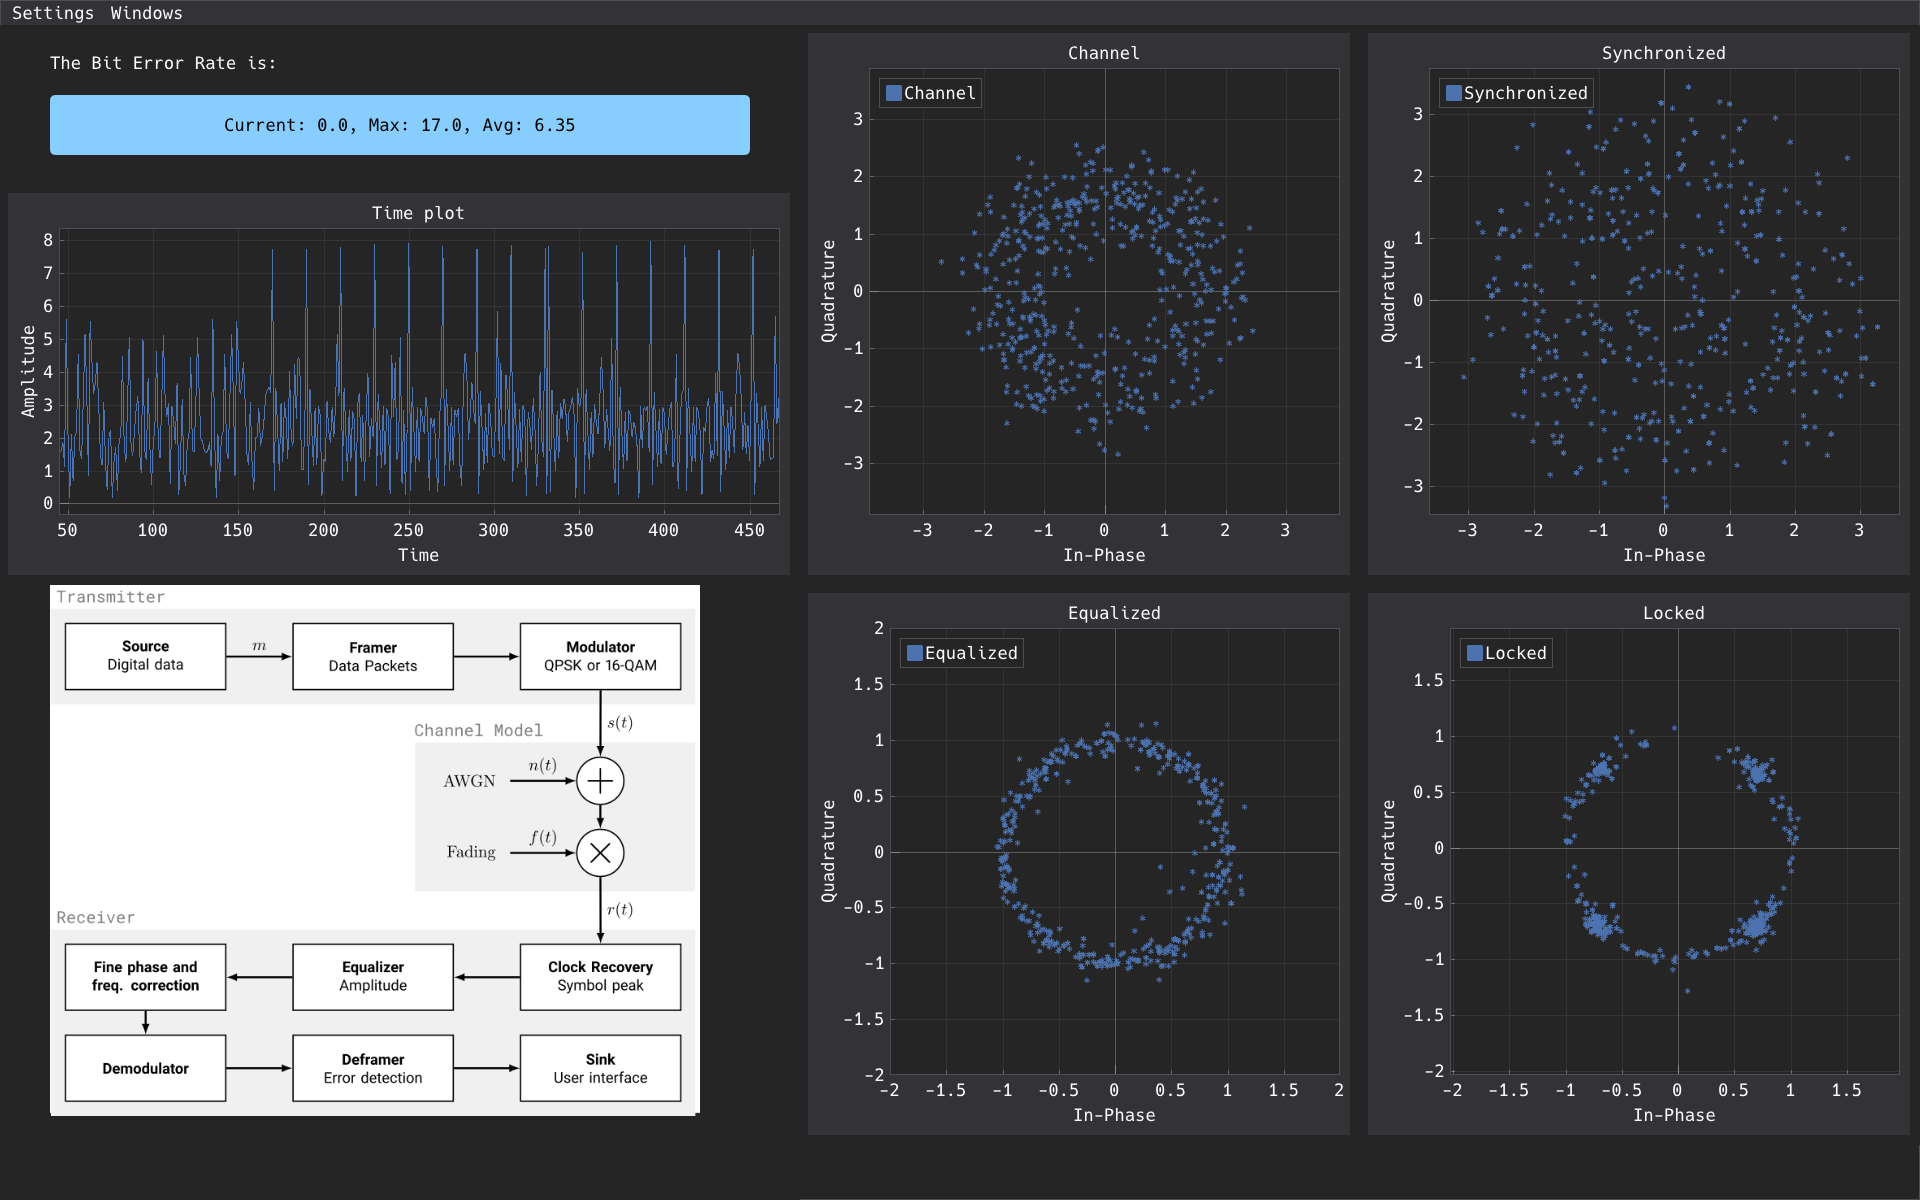 Settings Windows
The Bit Error Rate is:
Current: 0.0, Max: 17.0, Avg: 6.35
Time plot
8
7
6
5
4
3
2
1
0
Amplitude
50 100 150 200 250 300 350 400 450
Time
Channel
Channel
3
2
1
0
-1
-2
-3
Quadrature
-3 -2 -1 0 1 2 3
In-Phase
Synchronized
Synchronized
3
2
1
0
-1
-2
-3
Quadrature
-3 -2 -1 0 1 2 3
In-Phase
Transmitter
Source
Digital data
m
Framer
Data Packets
Modulator
QPSK or 16-QAM
s(t)
Channel Model
AWGN
n(t)
Fading
f(t)
r(t)
Receiver
Fine phase and
freq. correction
Equalizer
Amplitude
Clock Recovery
Symbol peak
Demodulator
Deframer
Error detection
Sink
User interface
Equalized
Equalized
2
1.5
1
0.5
0
-0.5
-1
-1.5
-2
Quadrature
-2 -1.5 -1 -0.5 0 0.5 1 1.5 2
In-Phase
Locked
Locked
1.5
1
0.5
0
-0.5
-1
-1.5
-2
Quadrature
-2 -1.5 -1 -0.5 0 0.5 1 1.5
In-Phase